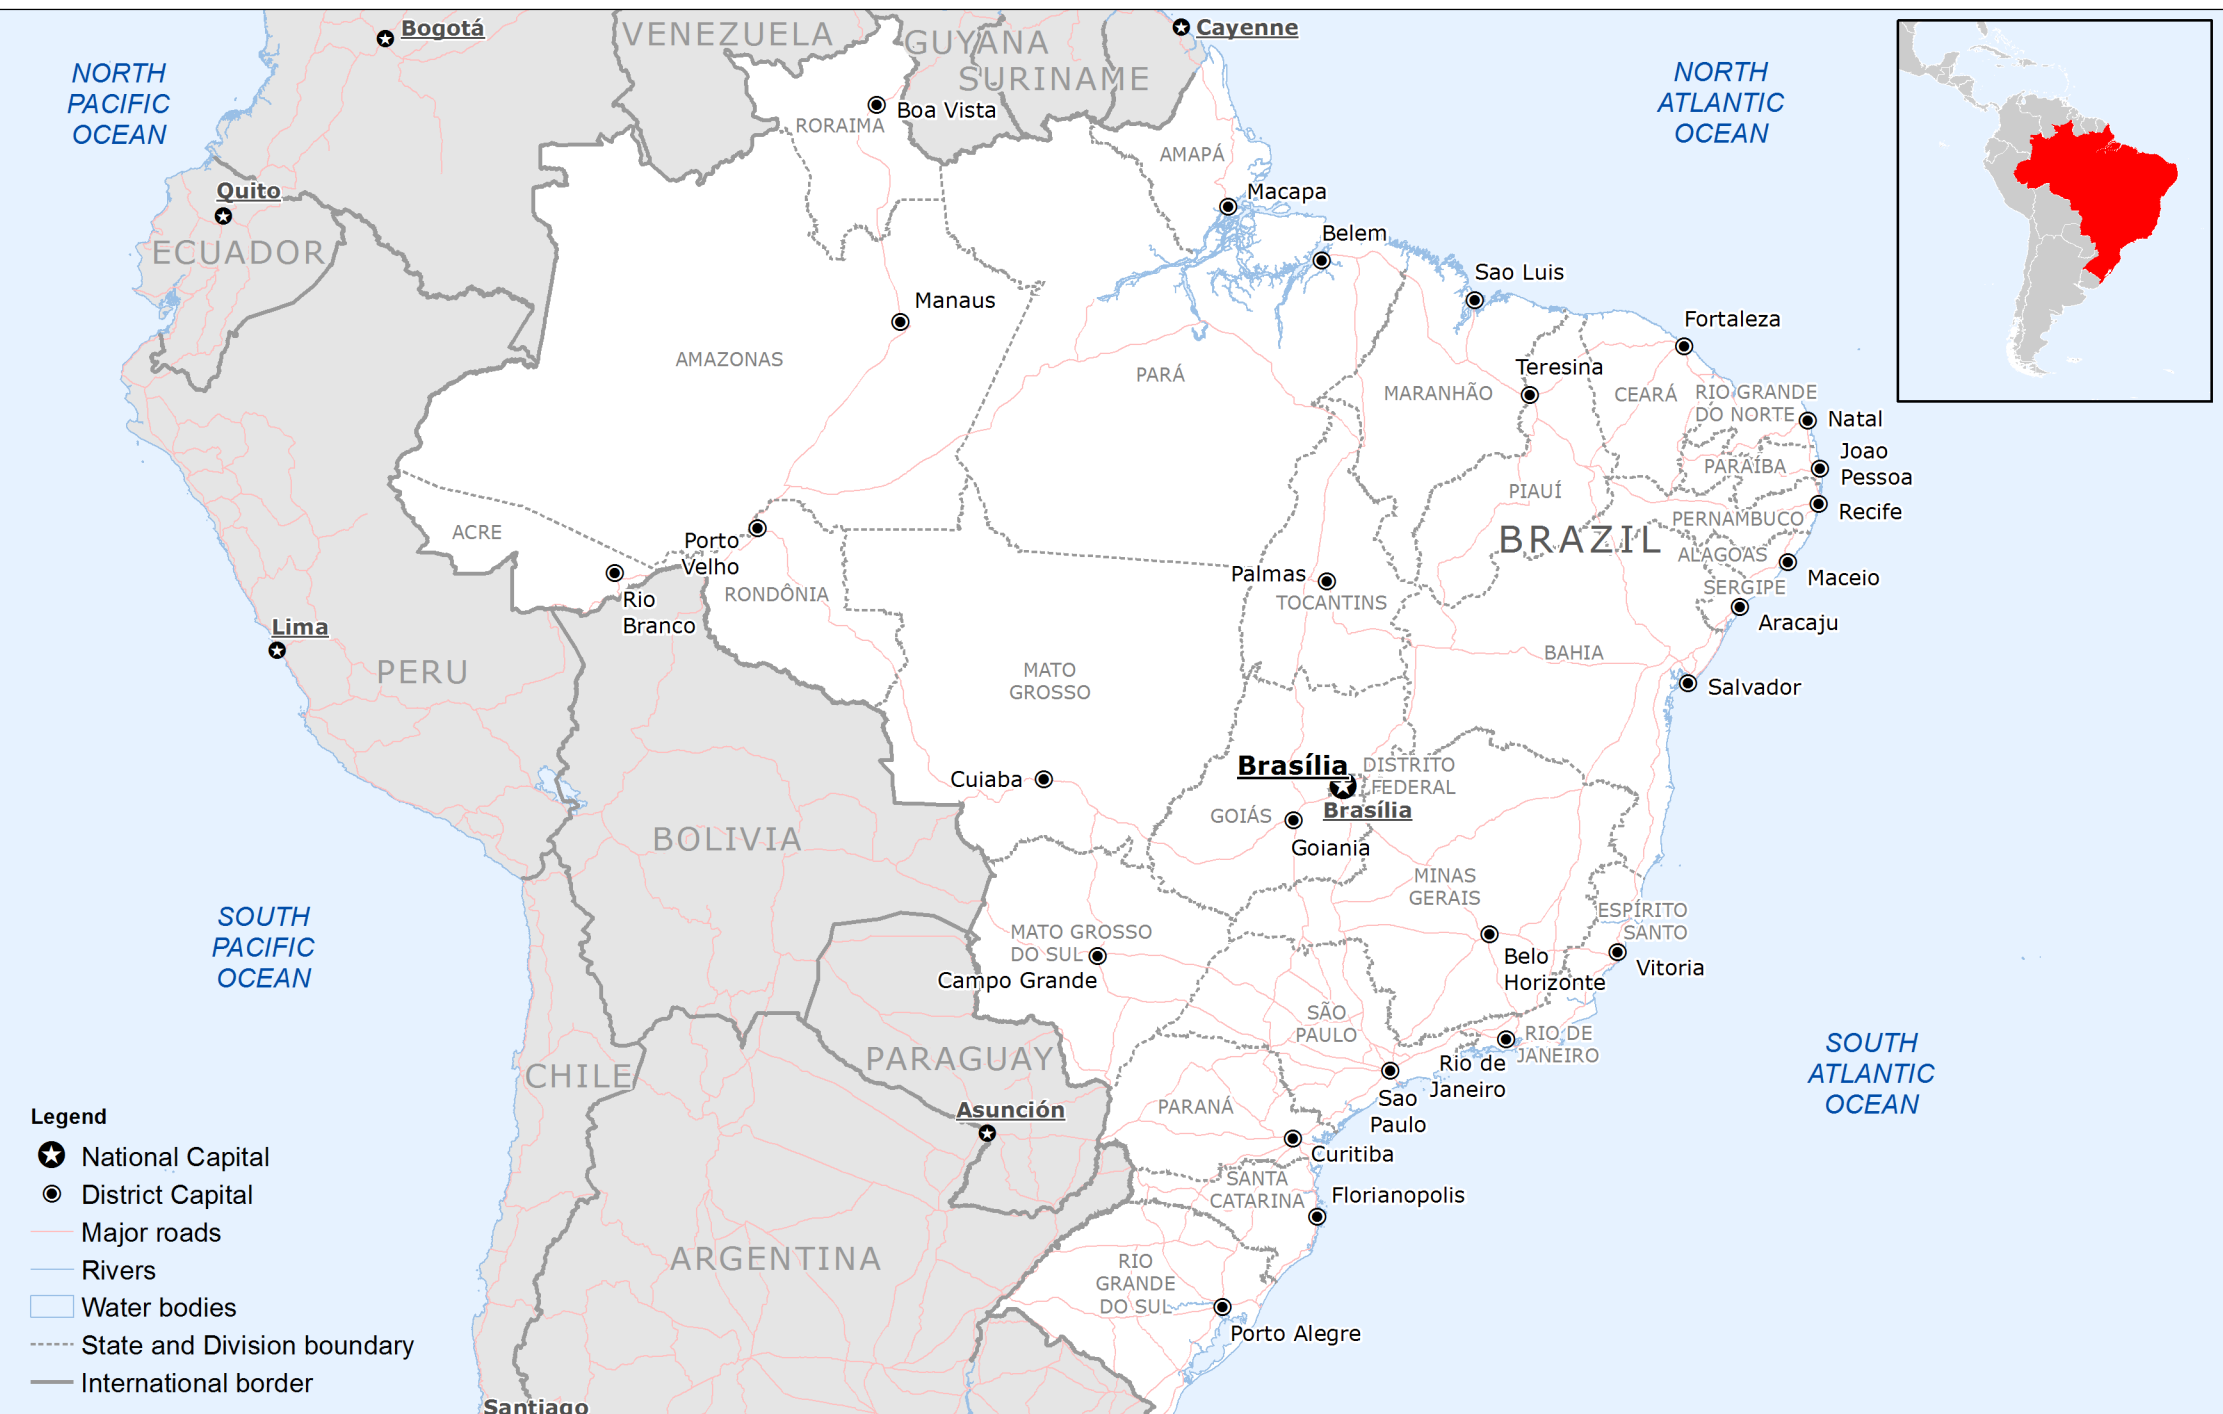 Bogotá
VENEZUELA
GUYANA
SURINAME
Cayenne
NORTH
PACIFIC
OCEAN
NORTH
ATLANTIC
OCEAN
Boa Vista
RORAIMA
AMAPÁ
Quito
ECUADOR
Macapa
Belem
Sao Luis
Manaus
Fortaleza
AMAZONAS
PARÁ
Teresina
MARANHÃO
CEARÁ
RIO GRANDE
DO NORTE
Natal
Joao
Pessoa
PARAÍBA
PIAUÍ
PERNAMBUCO
Recife
ACRE
Porto
Velho
BRAZIL
ALAGOAS
Maceio
Palmas
TOCANTINS
SERGIPE
Aracaju
RONDÔNIA
Rio
Branco
Lima
PERU
MATO
GROSSO
BAHIA
Salvador
Cuiaba
Brasília
DISTRITO
FEDERAL
Brasília
GOIÁS
Goiania
BOLIVIA
MINAS
GERAIS
SOUTH
PACIFIC
OCEAN
MATO GROSSO
DO SUL
Campo Grande
ESPÍRITO
SANTO
Belo
Horizonte
Vitoria
SÃO
PAULO
RIO DE
JANEIRO
Rio de
Janeiro
SOUTH
ATLANTIC
OCEAN
CHILE
PARAGUAY
Asunción
PARANÁ
Sao
Paulo
Curitiba
SANTA
CATARINA
Florianopolis
ARGENTINA
RIO
GRANDE
DO SUL
Porto Alegre
Santiago
Legend
National Capital
District Capital
Major roads
Rivers
Water bodies
State and Division boundary
International border